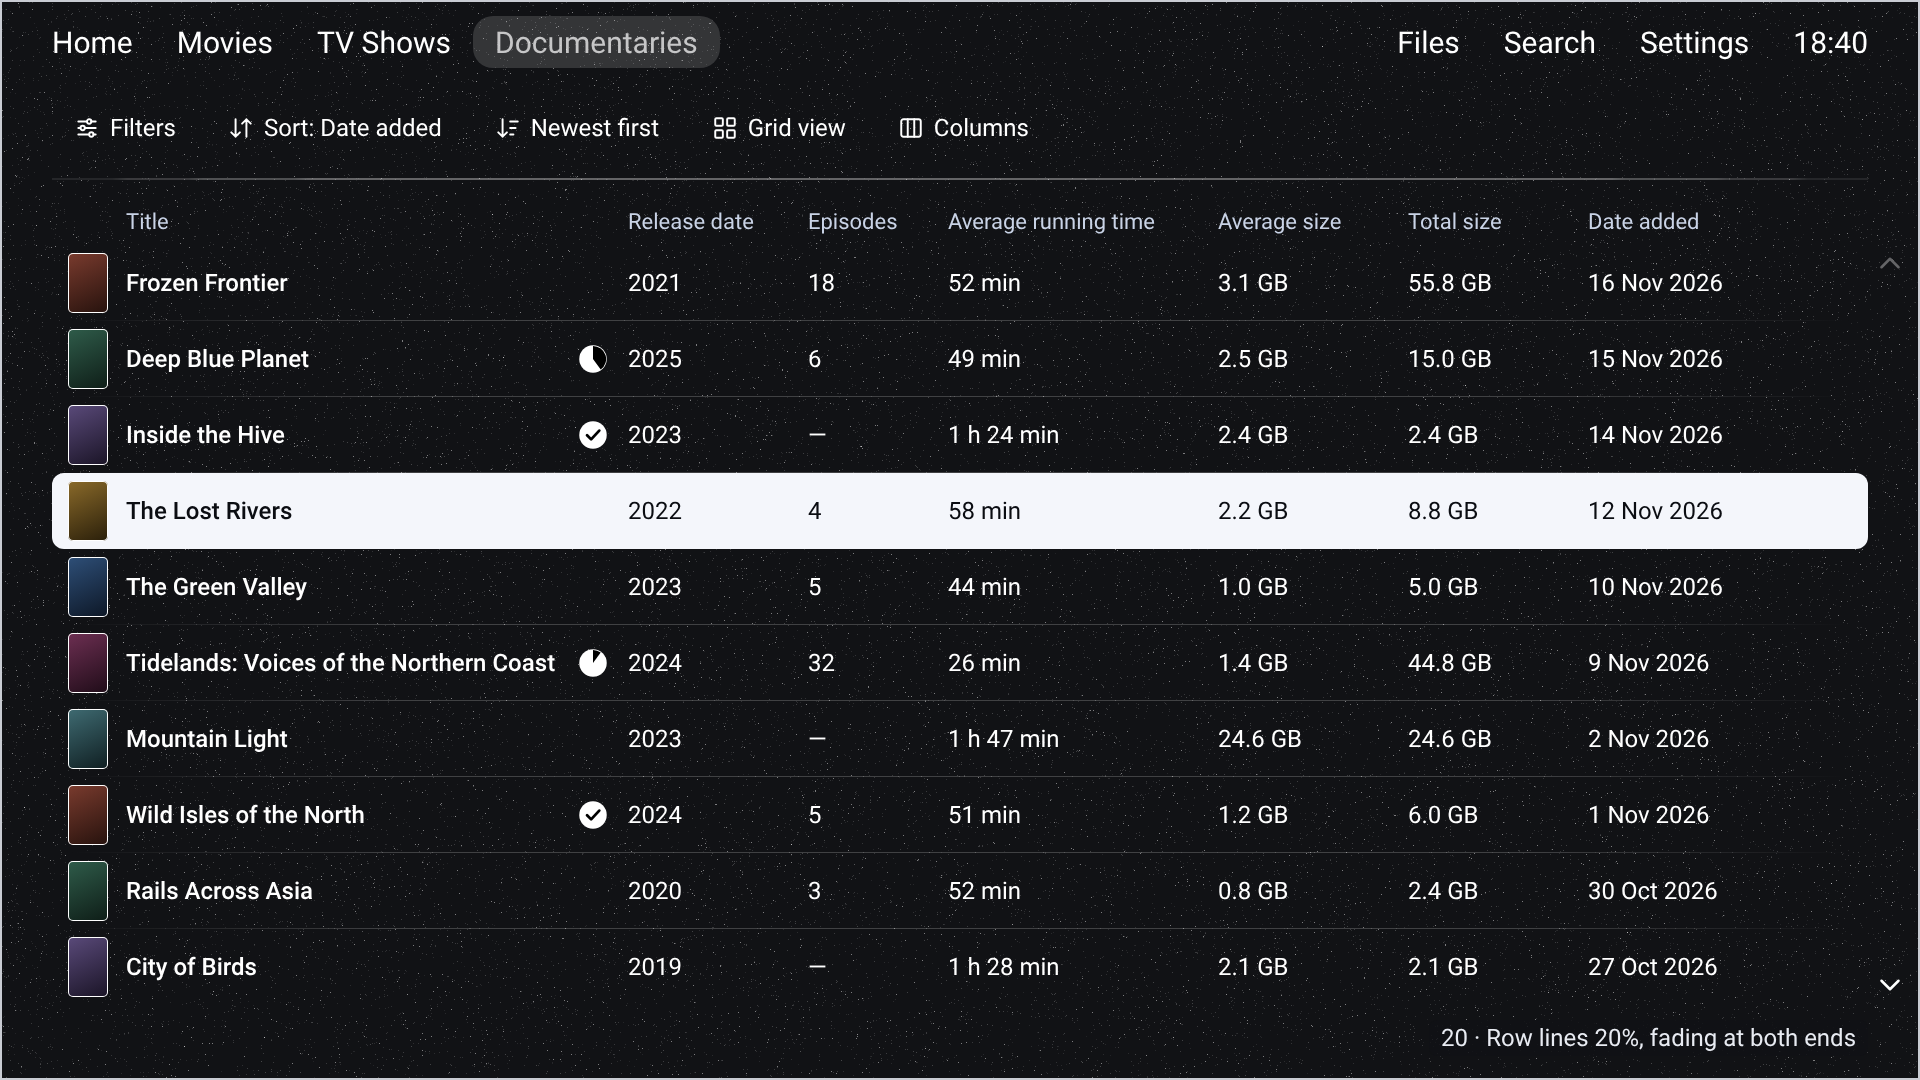 Home Movies TV Shows Documentaries Files Search Settings 18:40
Filters Sort: Date added Newest first Grid view Columns
Title Release date Episodes Average running time Average size Total size Date added
Frozen Frontier 2021 18 52 min 3.1 GB 55.8 GB 16 Nov 2026
Deep Blue Planet 2025 6 49 min 2.5 GB 15.0 GB 15 Nov 2026
Inside the Hive 2023 — 1 h 24 min 2.4 GB 2.4 GB 14 Nov 2026
The Lost Rivers 2022 4 58 min 2.2 GB 8.8 GB 12 Nov 2026
The Green Valley 2023 5 44 min 1.0 GB 5.0 GB 10 Nov 2026
Tidelands: Voices of the Northern Coast 2024 32 26 min 1.4 GB 44.8 GB 9 Nov 2026
Mountain Light 2023 — 1 h 47 min 24.6 GB 24.6 GB 2 Nov 2026
Wild Isles of the North 2024 5 51 min 1.2 GB 6.0 GB 1 Nov 2026
Rails Across Asia 2020 3 52 min 0.8 GB 2.4 GB 30 Oct 2026
City of Birds 2019 — 1 h 28 min 2.1 GB 2.1 GB 27 Oct 2026
20 · Row lines 20%, fading at both ends